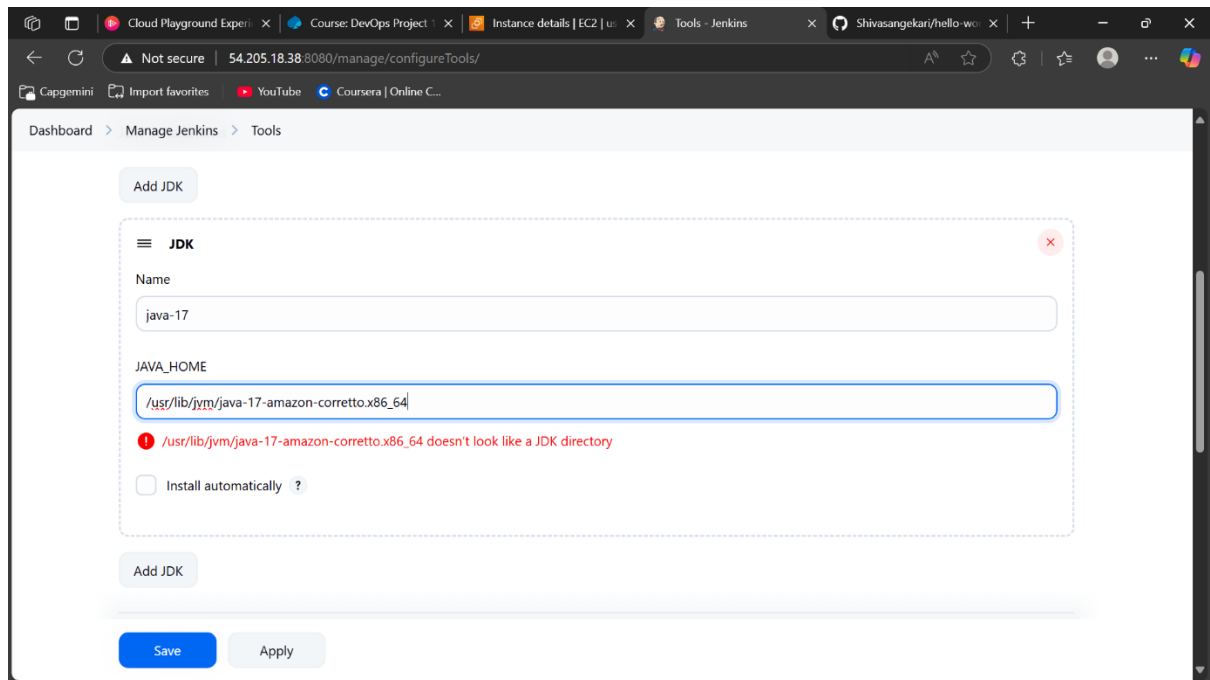 Cloud Playground Experi
Course: DevOps Project 1
Instance details | EC2 | us
Tools - Jenkins
Shivasangekari/hello-wo
Not secure | 54.205.18.38:8080/manage/configureTools/
Capgemini Import favorites YouTube Coursera | Online C...
Dashboard > Manage Jenkins > Tools
Add JDK
JDK
Name
java-17
JAVA_HOME
/usr/lib/jvm/java-17-amazon-corretto.x86_64
/usr/lib/jvm/java-17-amazon-corretto.x86_64 doesn't look like a JDK directory
Install automatically ?
Add JDK
Save Apply